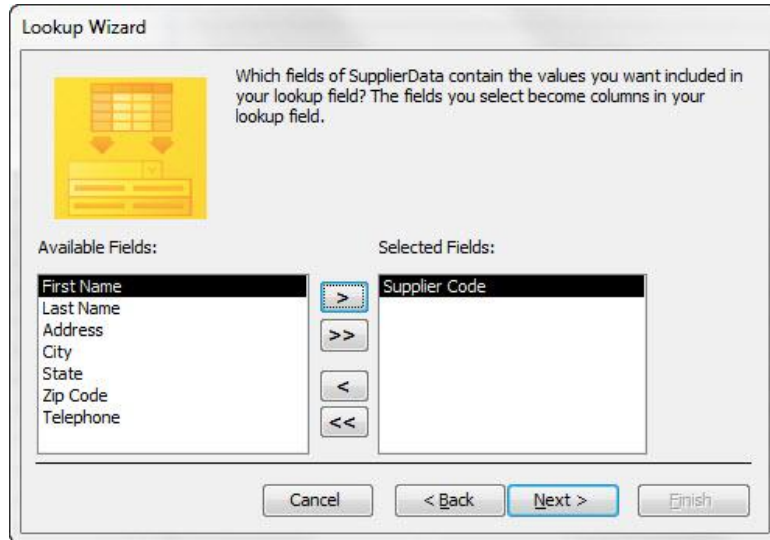 Lookup Wizard
Which fields of SupplierData contain the values you want included in
your lookup field? The fields you select become columns in your
lookup field.
Available Fields:
Selected Fields:
First Name
Last Name
Address
City
State
Zip Code
Telephone
>
>>
<
<<
Supplier Code
Cancel
< Back
Next >
Finish